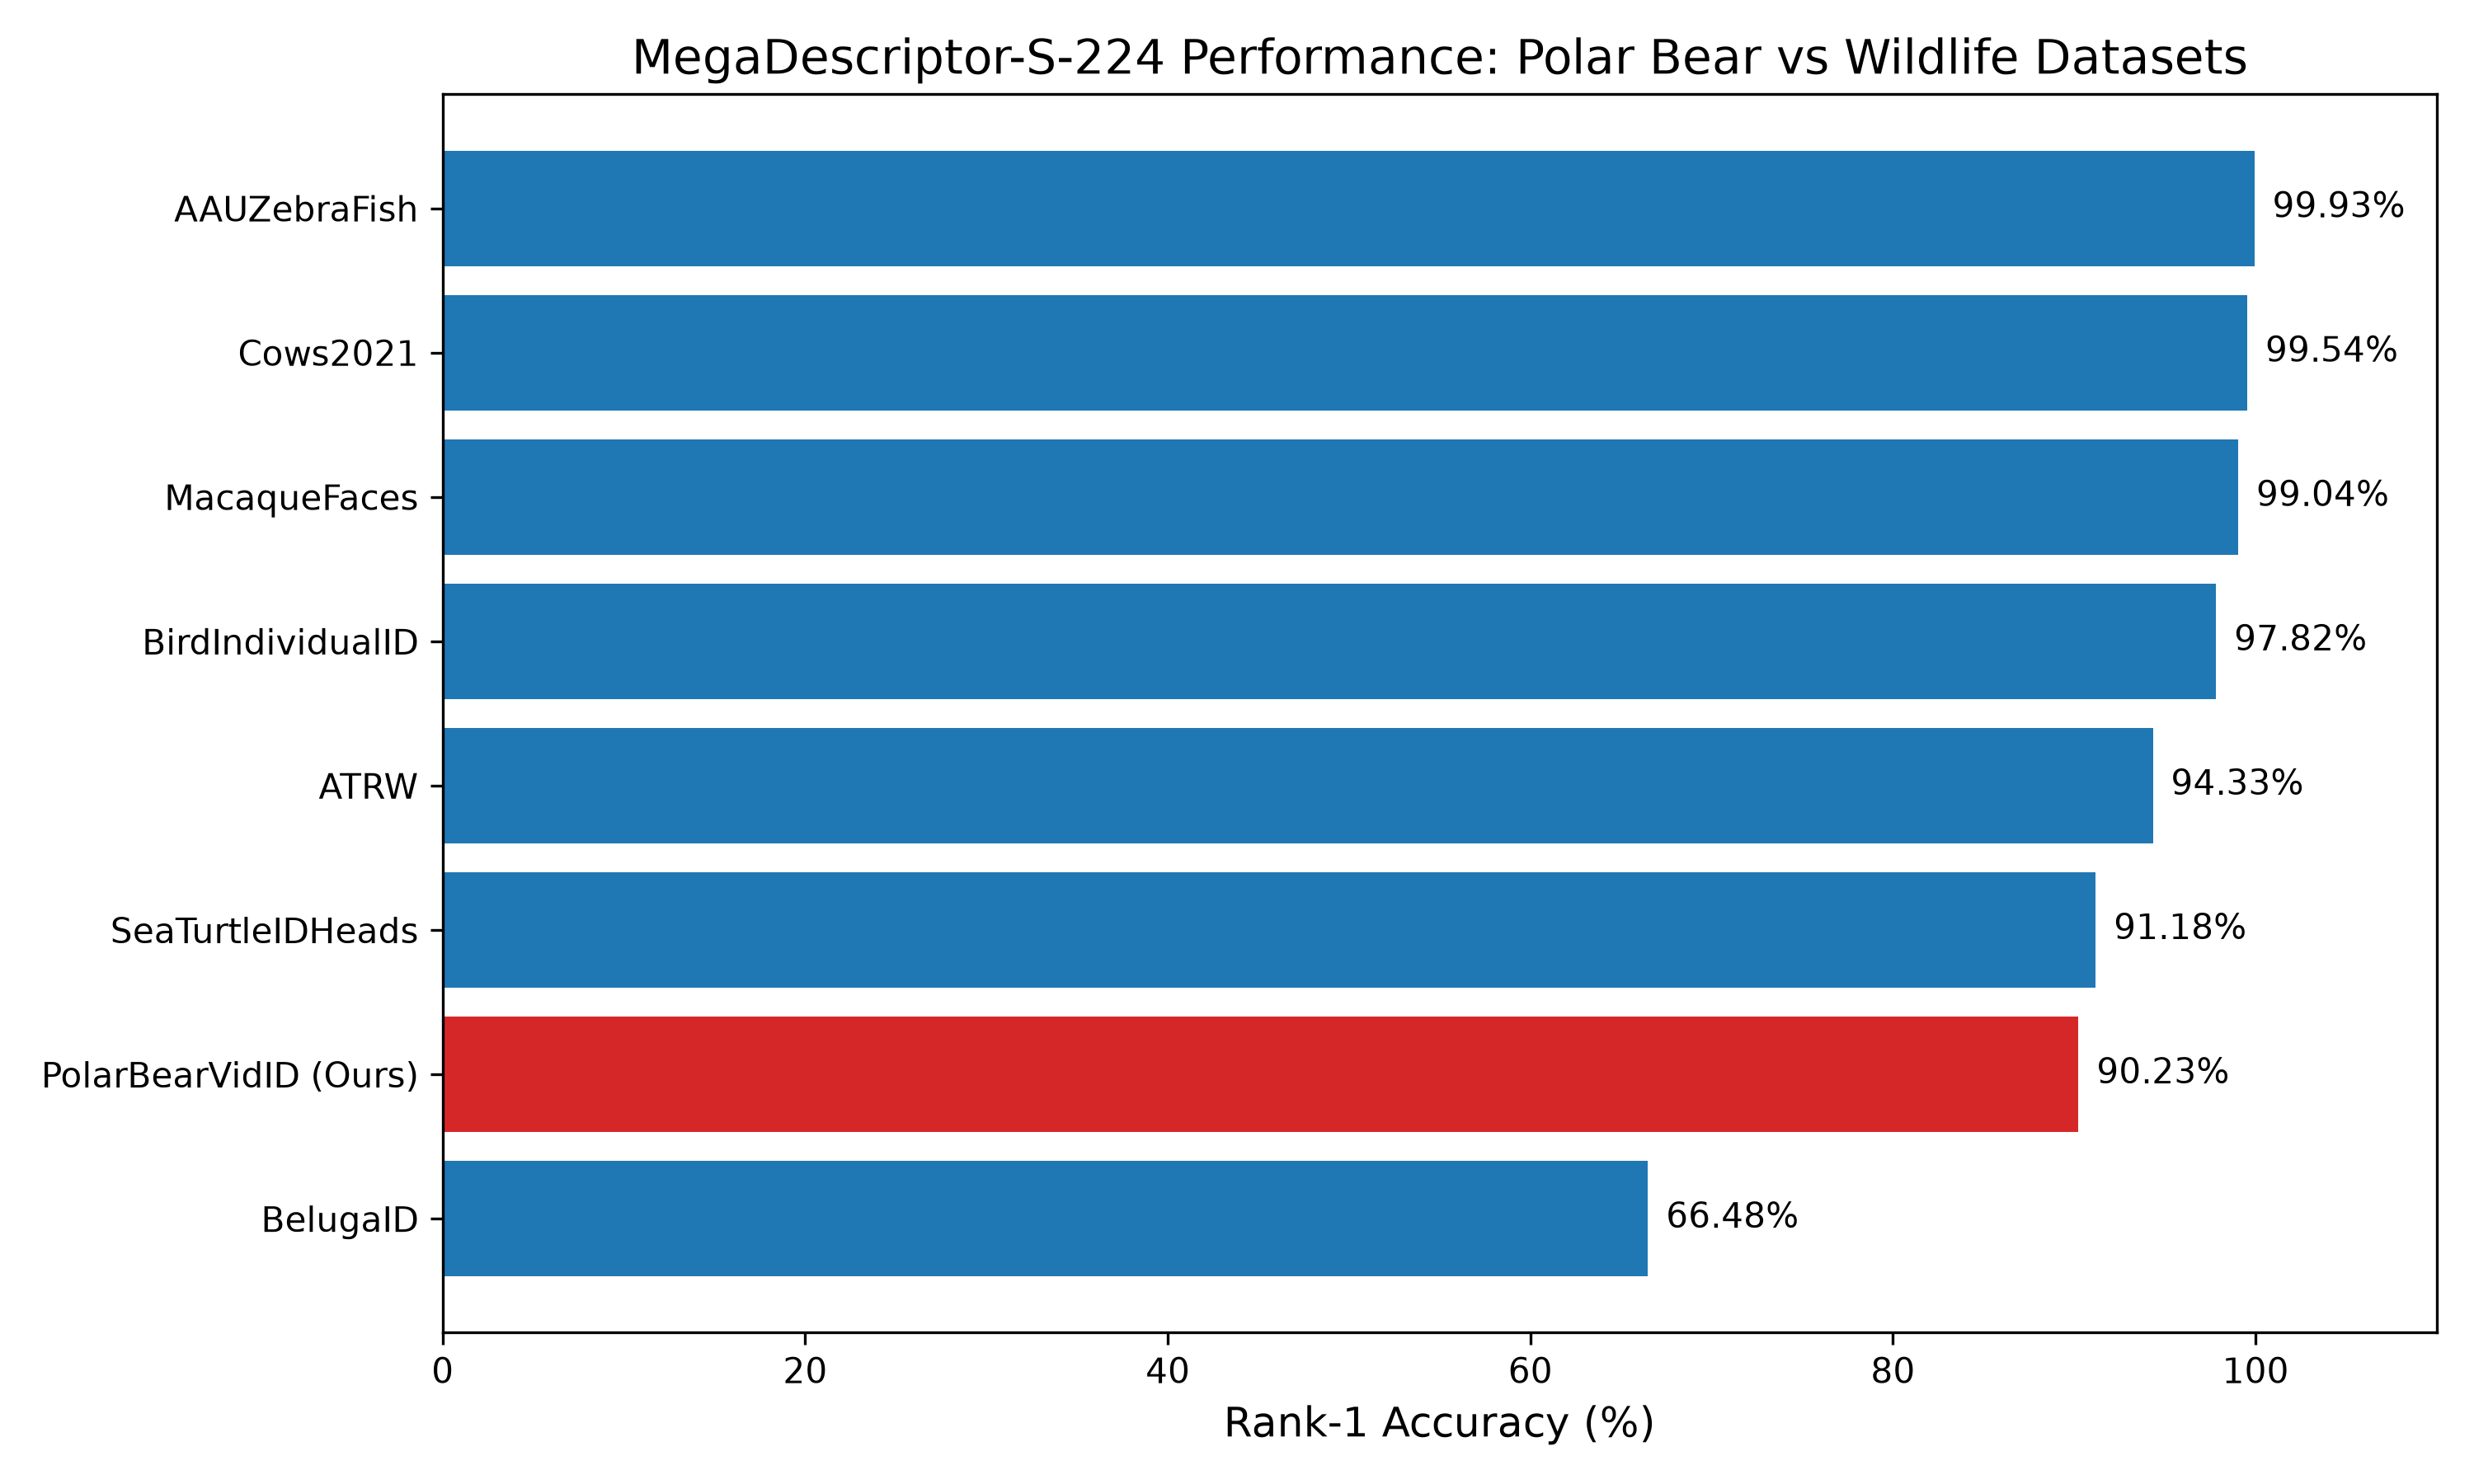 MegaDescriptor-S-224 Performance: Polar Bear vs Wildlife Datasets
AAUZebraFish 99.93%
Cows2021 99.54%
MacaqueFaces 99.04%
BirdIndividualID 97.82%
ATRW 94.33%
SeaTurtleIDHeads 91.18%
PolarBearVidID (Ours) 90.23%
BelugaID 66.48%
0 20 40 60 80 100
Rank-1 Accuracy (%)